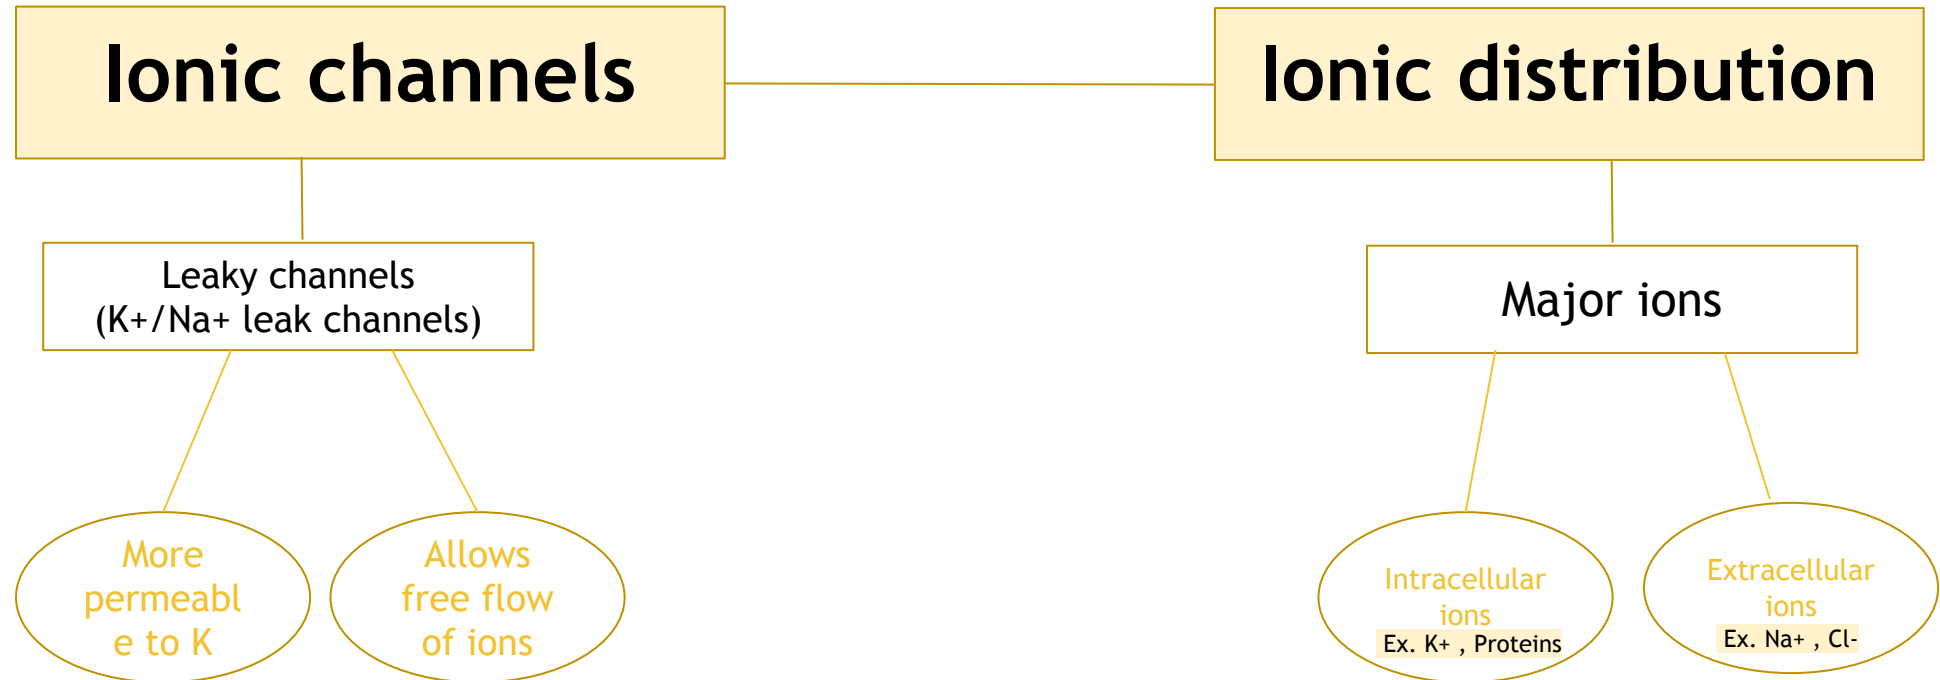 Ionic channels
Ionic distribution
Leaky channels
(K+/Na+ leak channels)
Major ions
More
permeabl
e to K
Allows
free flow
of ions
Intracellular
ions
Ex. K+ , Proteins
Extracellular
ions
Ex. Na+ , Cl-